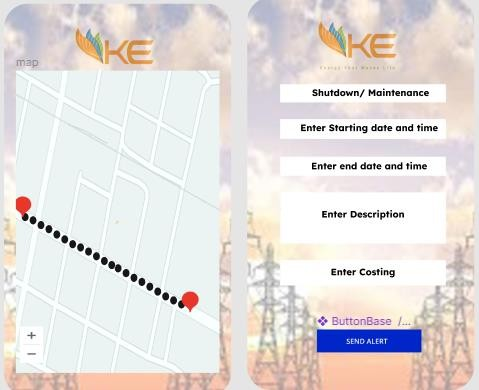 KE
map
+
−
KE
Energy That Moves Life
Shutdown/ Maintenance
Enter Starting date and time
Enter end date and time
Enter Description
Enter Costing
ButtonBase /...
SEND ALERT